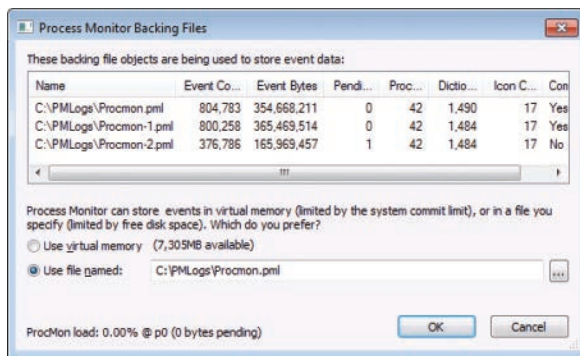 Process Monitor Backing Files
These backing file objects are being used to store event data:
Name Event Co... Event Bytes Pendi... Proc... Dictio... Icon C... Con
C:\PMLogs\Procmon.pml 804,783 354,668,211 0 42 1,490 17 Yes
C:\PMLogs\Procmon-1.pml 800,258 365,469,514 0 42 1,484 17 Yes
C:\PMLogs\Procmon-2.pml 376,786 165,969,457 1 42 1,484 17 No
Process Monitor can store events in virtual memory (limited by the system commit limit), or in a file you
specify (limited by free disk space). Which do you prefer?
Use virtual memory (7,305MB available)
Use file named: C:\PMLogs\Procmon.pml ...
ProcMon load: 0.00% @ p0 (0 bytes pending) OK Cancel